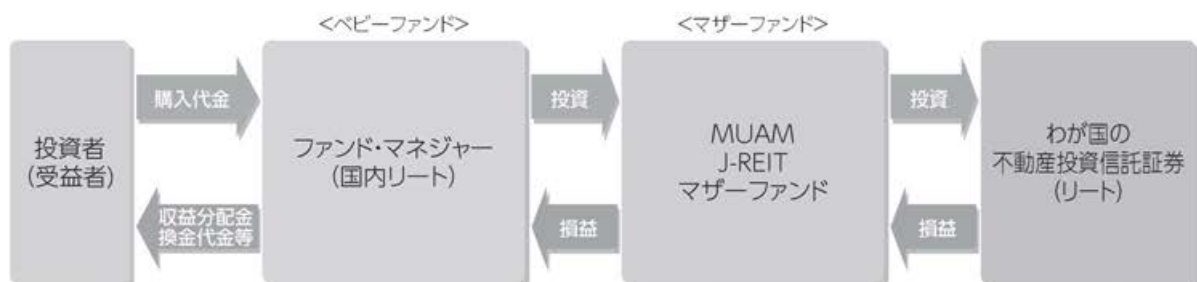 <ベビーファンド>
<マザーファンド>
投資者
(受益者)
購入代金
収益分配金
換金代金等
ファンド・マネジャー
(国内リート)
投資
損益
MUAM
J-REIT
マザーファンド
投資
損益
わが国の
不動産投資信託証券
(リート)